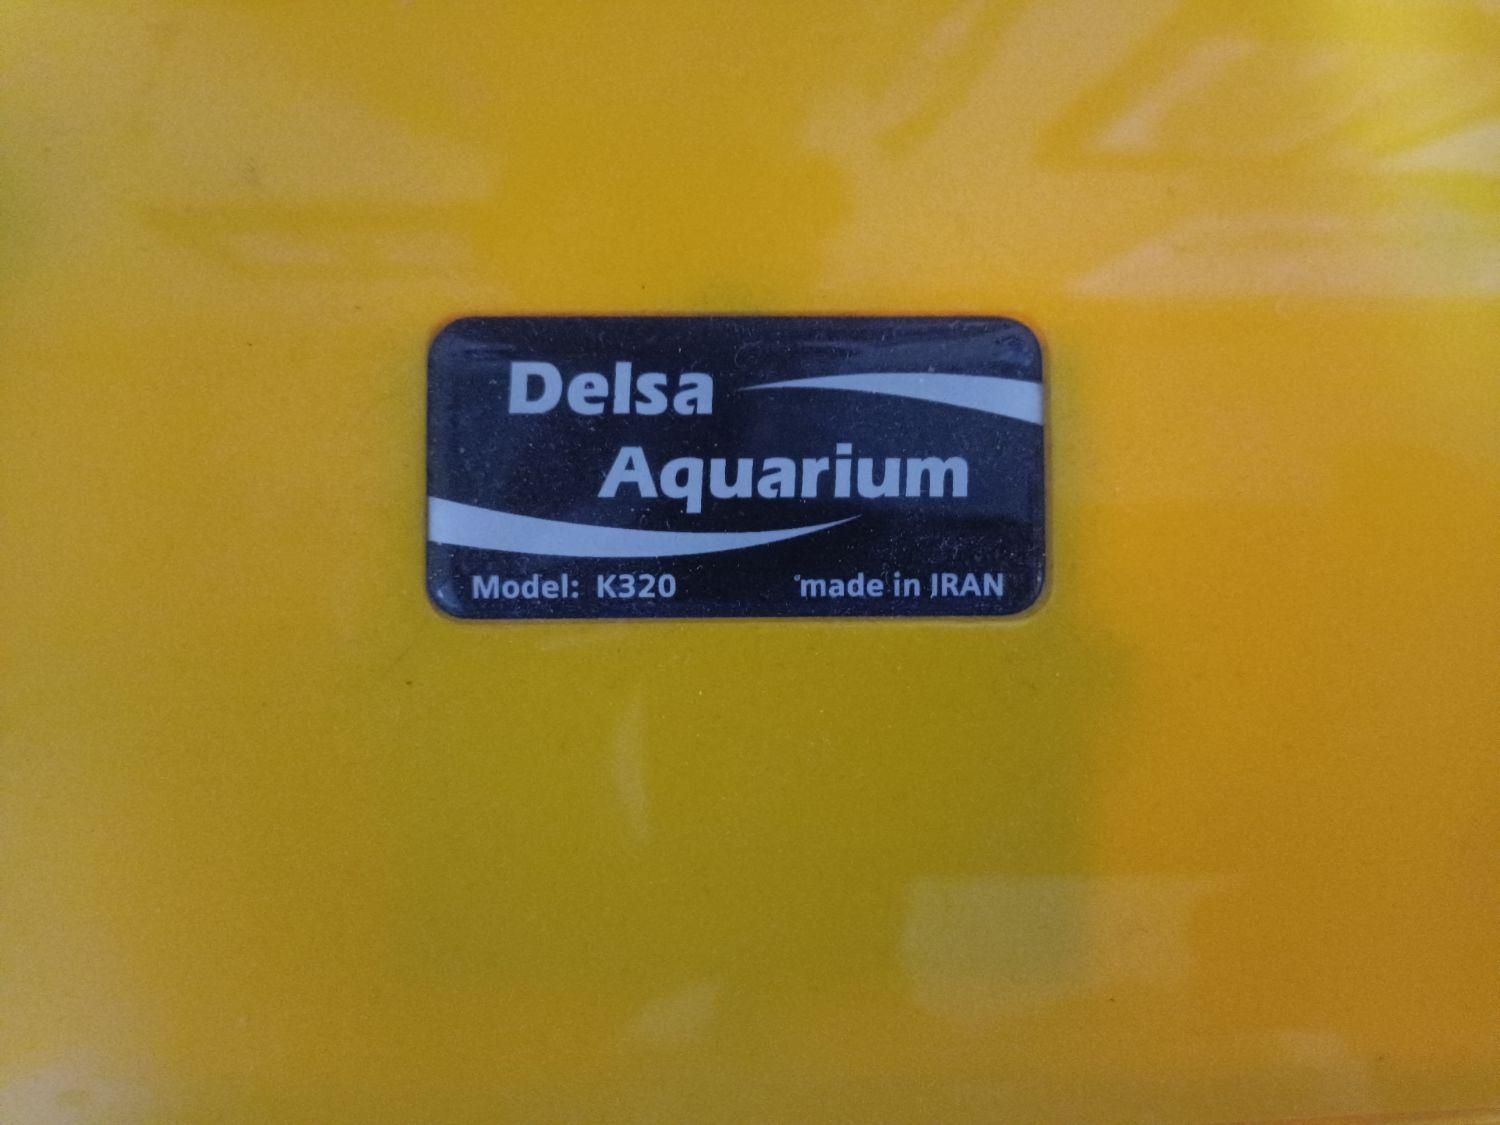 Delsa
Aquarium
Model: K320 made in IRAN